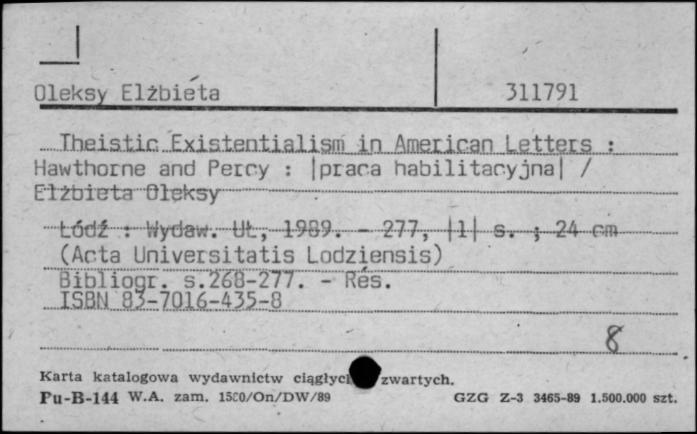 Oleksy Elżbieta 311791
Theistic Existentialism in American Letters :
Hawthorne and Percy : |praca habilitacyjna| /
Elżbieta Oleksy
Łódź : Wydaw. UŁ, 1989. - 277, |1| s. ; 24 cm
(Acta Universitatis Lodziensis)
Bibliogr. s.268-277. - Rés.
ISBN 83-7016-435-8
8
Karta katalogowa wydawnictw zwartych.
Pu-B-144 W.A. zam. 1500/On/DW/89 GZG Z-3 3465-89 1.500.000 szt.